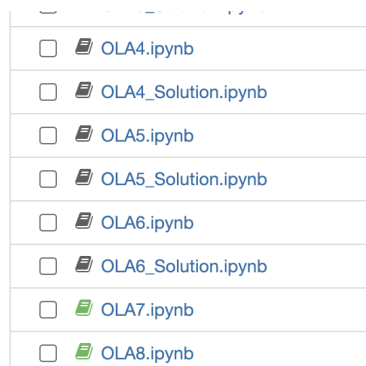 OLA4.ipynb
OLA4_Solution.ipynb
OLA5.ipynb
OLA5_Solution.ipynb
OLA6.ipynb
OLA6_Solution.ipynb
OLA7.ipynb
OLA8.ipynb